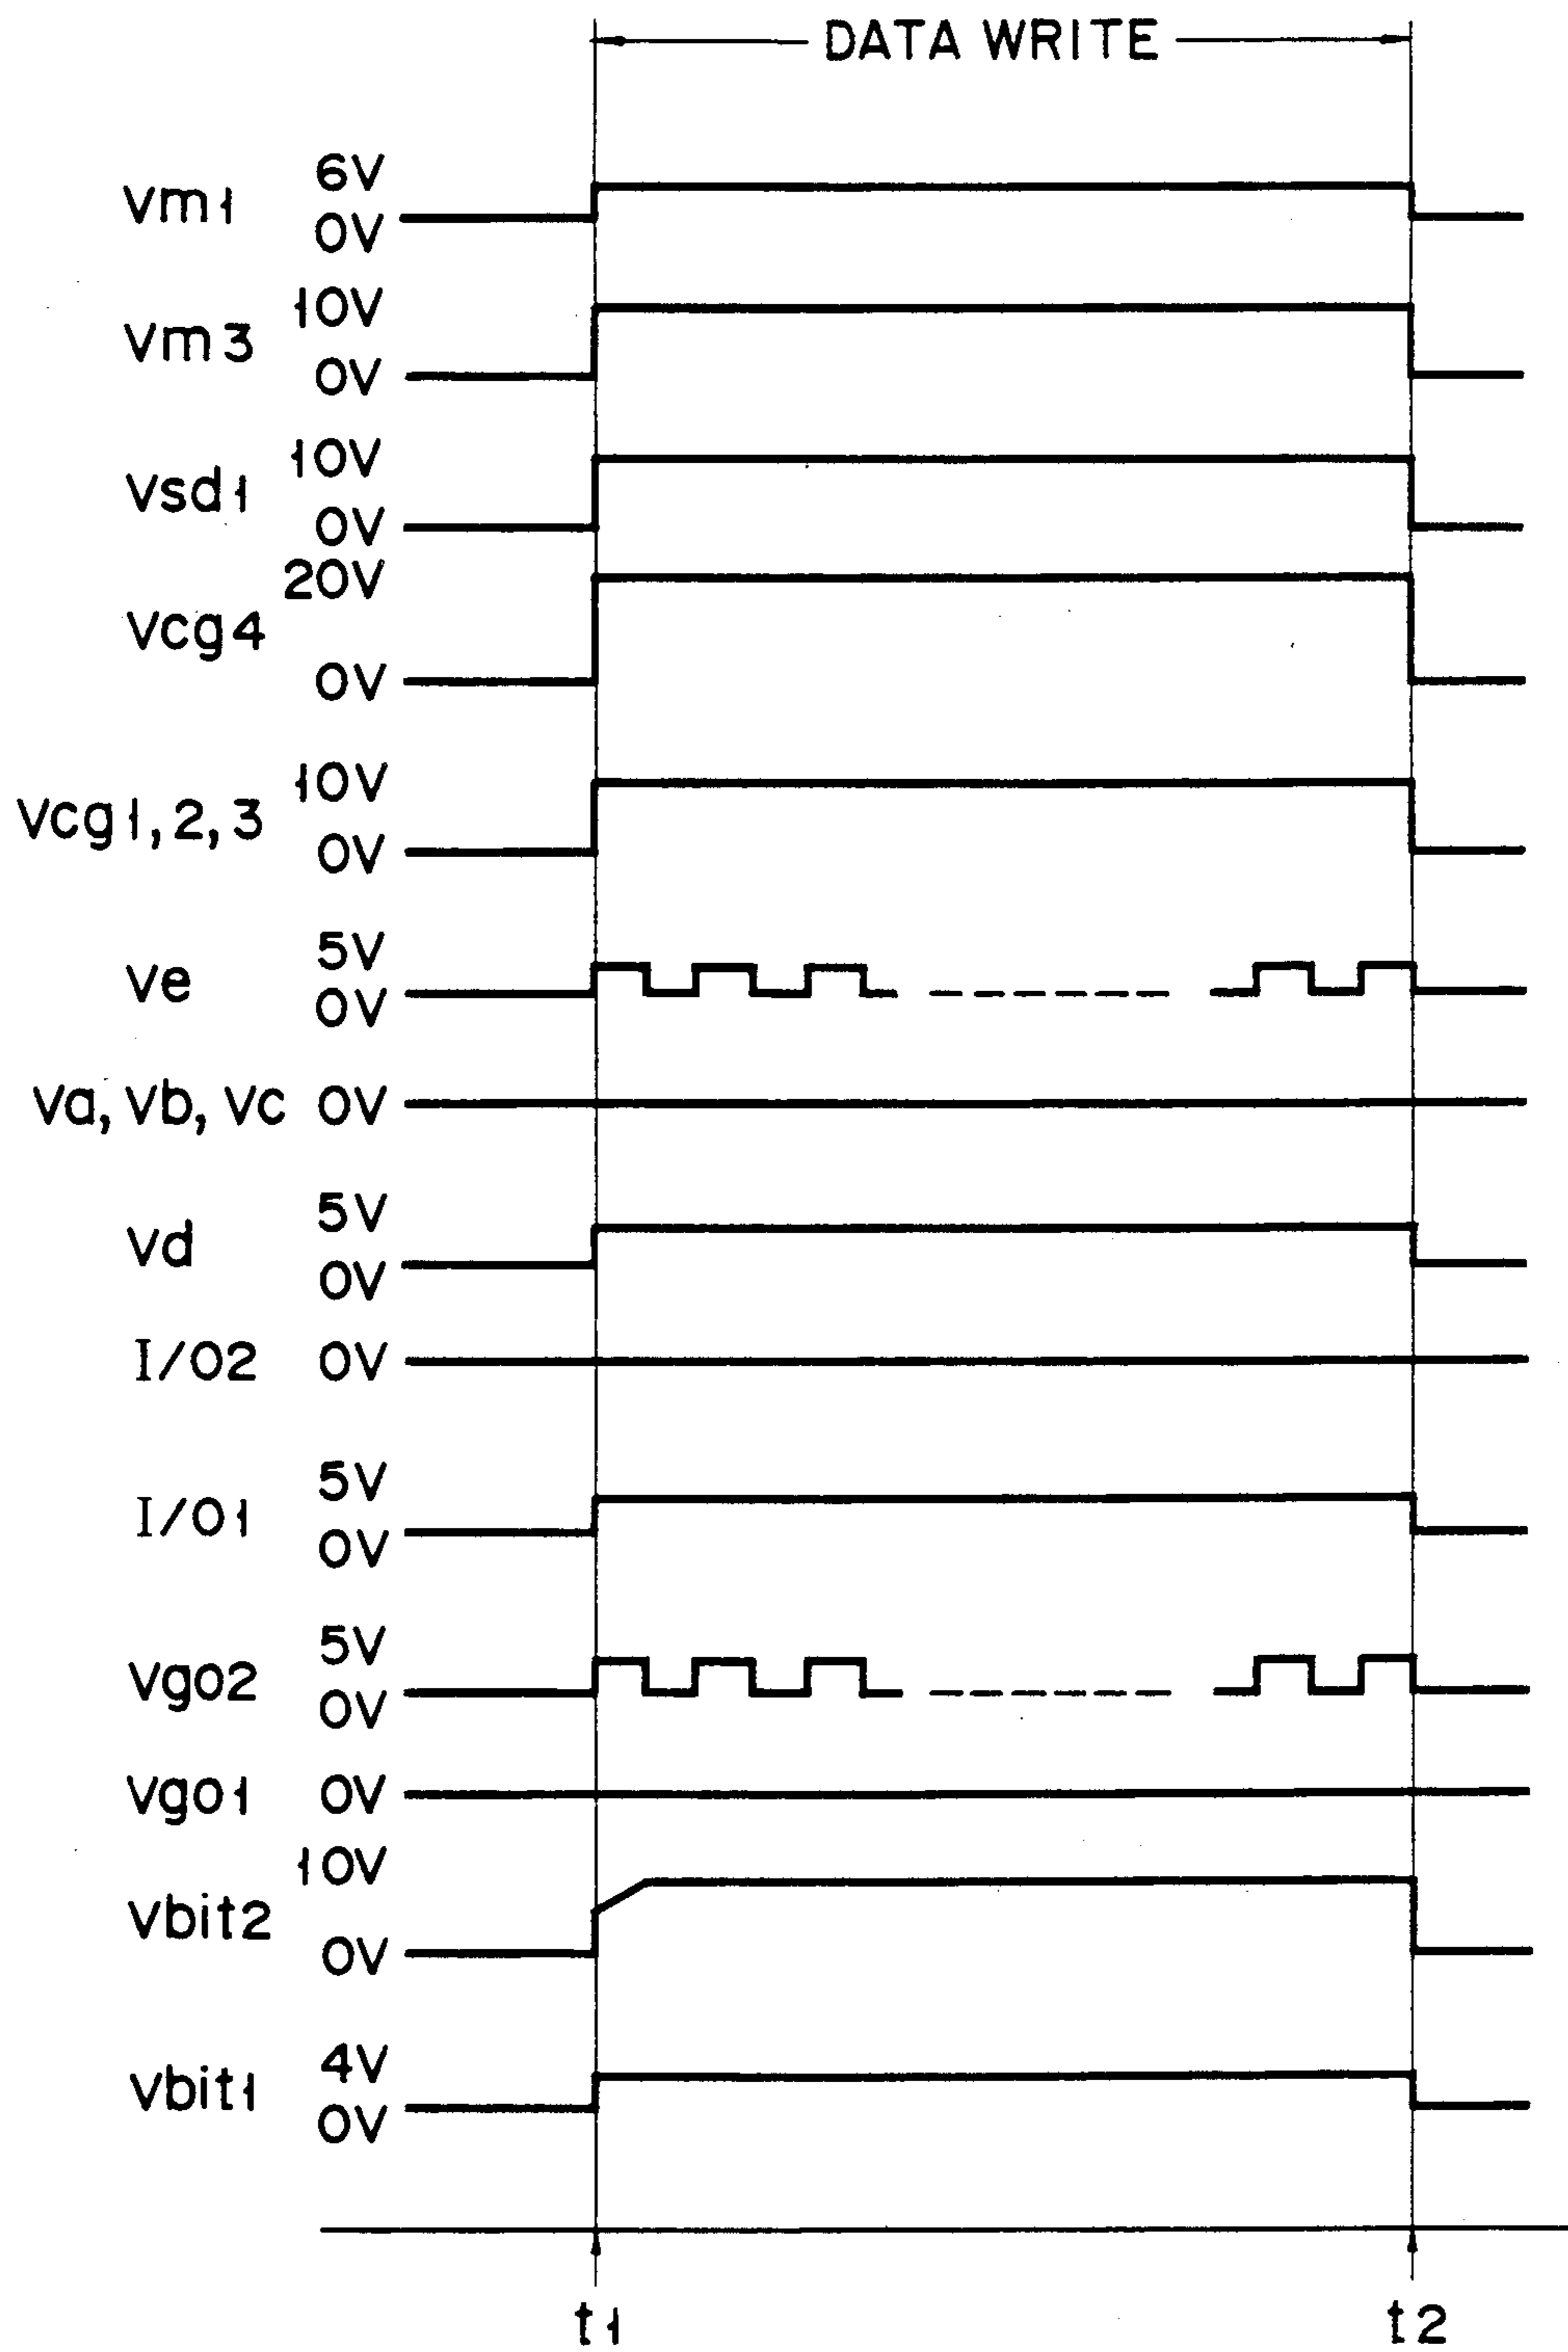 DATA WRITE
6V
Vm1
0V
10V
Vm3
0V
10V
Vsd1
0V
20V
Vcg4
0V
10V
Vcg1,2,3
0V
5V
Ve
0V
Va, Vb, Vc 0V
5V
Vd
0V
I/O2 0V
5V
I/O1
0V
5V
Vgo2
0V
Vgo1 0V
10V
Vbit2
0V
4V
Vbit1
0V
t1 t2